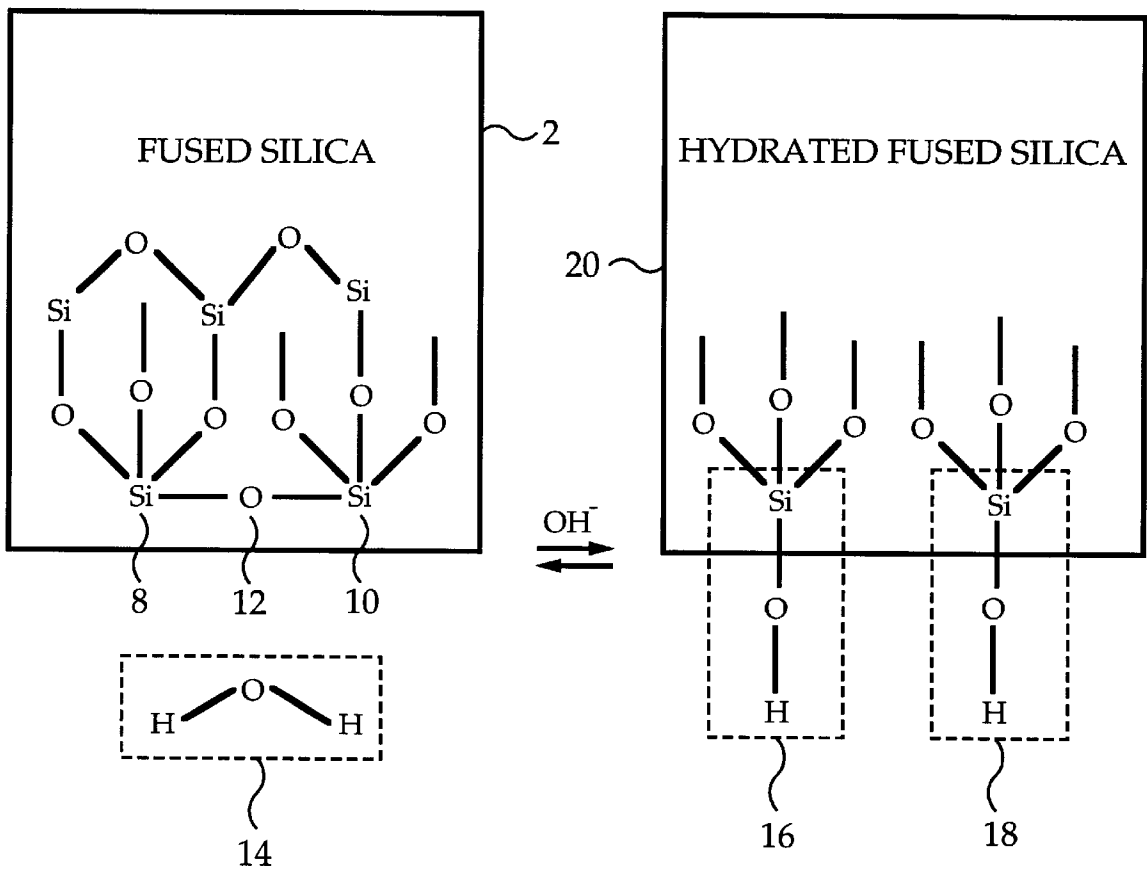 FUSED SILICA
2
O O
Si Si Si
O O O O O O
Si O Si
8 12 10
O
H H
14
OH⁻
HYDRATED FUSED SILICA
20
O O O O O O
Si Si
O O
H H
16 18